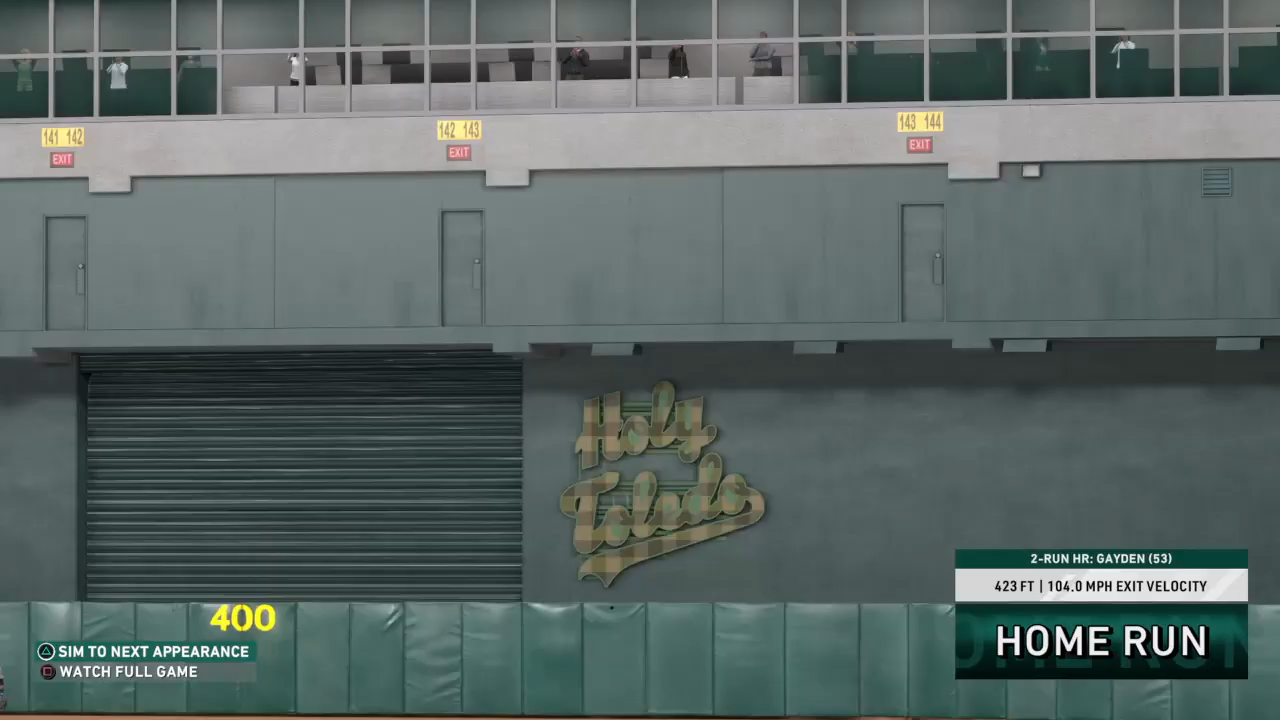 141 142
EXIT
142 143
EXIT
143 144
EXIT
Holy
Toledo
400
SIM TO NEXT APPEARANCE
WATCH FULL GAME
2-RUN HR: GAYDEN (53)
423 FT | 104.0 MPH EXIT VELOCITY
HOME RUN